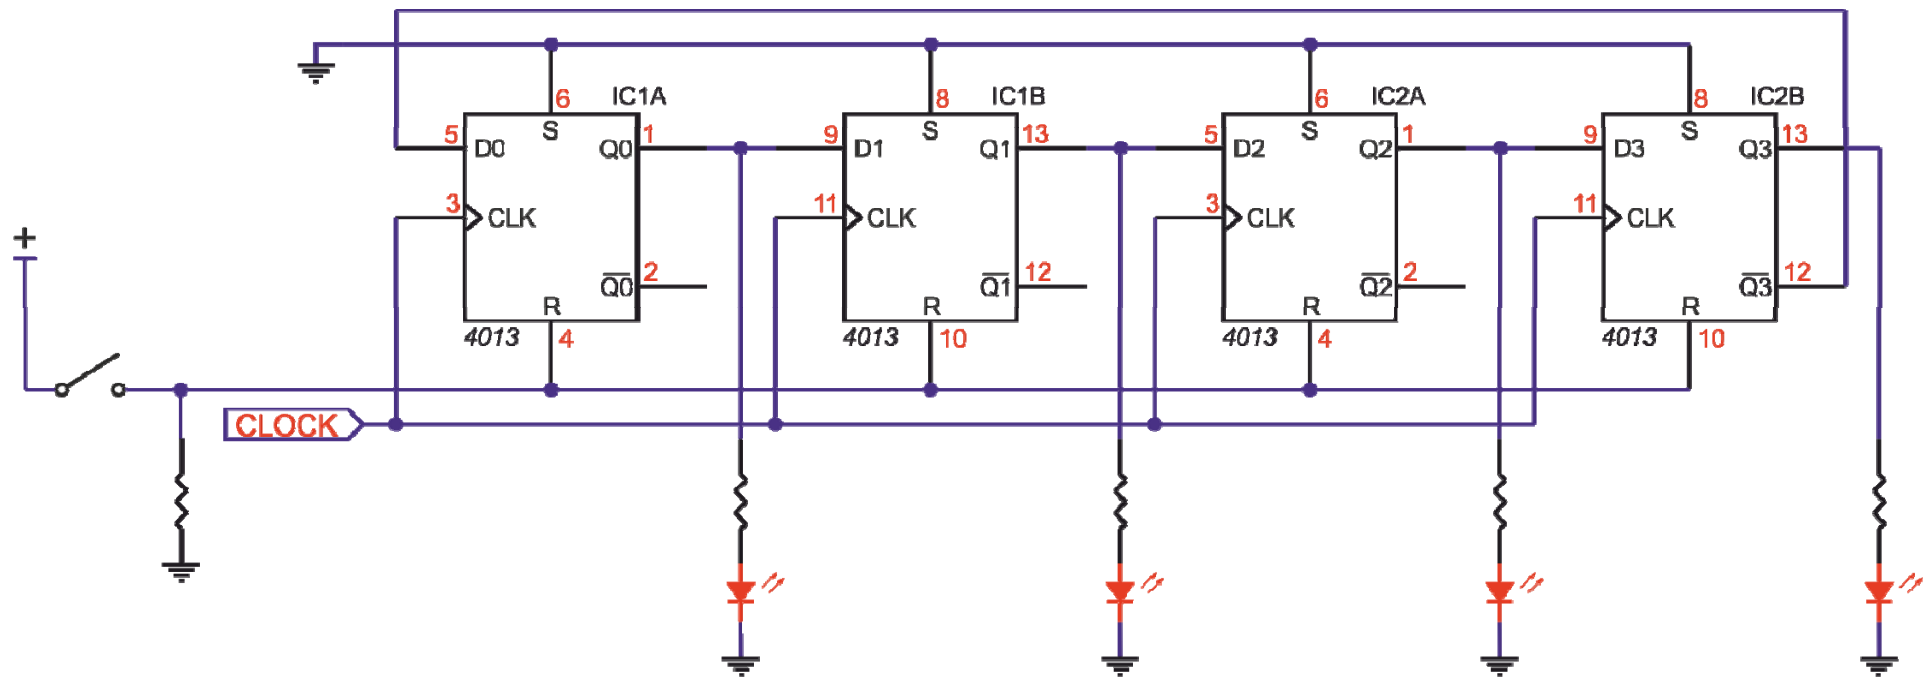 IC1A IC1B IC2A IC2B
6 8 6 8
S S S S
5 D0 Q0 1 9 D1 Q1 13 5 D2 Q2 1 9 D3 Q3 13
3 CLK 11 CLK 3 CLK 11 CLK
+
Q̅0̅ 2 Q̅1̅ 12 Q̅2̅ 2 Q̅3̅ 12
R R R R
4013 4 4013 10 4013 4 4013 10
CLOCK